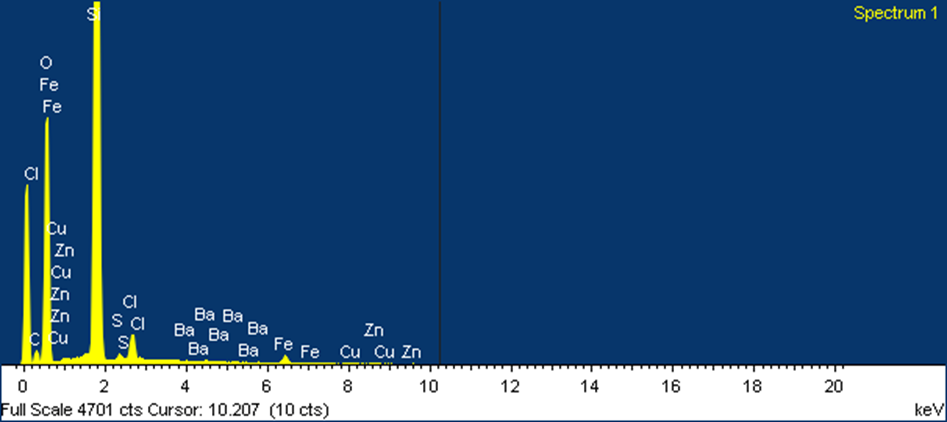 Spectrum 1
Si
O
Fe
Fe
Cl
Cu
Zn
Cu
Zn
Zn
C Cu
Cl
S Cl
S
Ba Ba Ba Ba Ba Ba Ba
Fe Fe
Zn
Cu Cu Zn
0 2 4 6 8 10 12 14 16 18 20
Full Scale 4701 cts Cursor: 10.207 (10 cts) keV